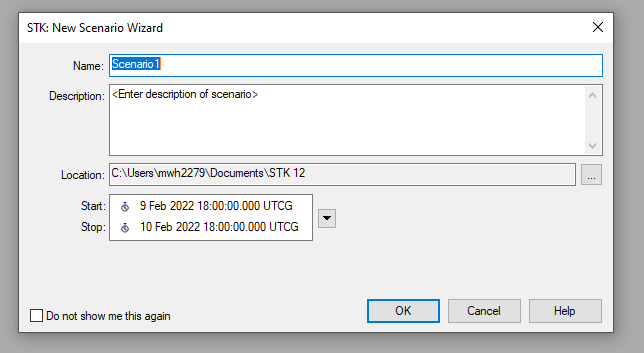 STK: New Scenario Wizard
Name: Scenario1
Description: <Enter description of scenario>
Location: C:\Users\mwh2279\Documents\STK 12 ...
Start: 9 Feb 2022 18:00:00.000 UTCG
Stop: 10 Feb 2022 18:00:00.000 UTCG
Do not show me this again OK Cancel Help